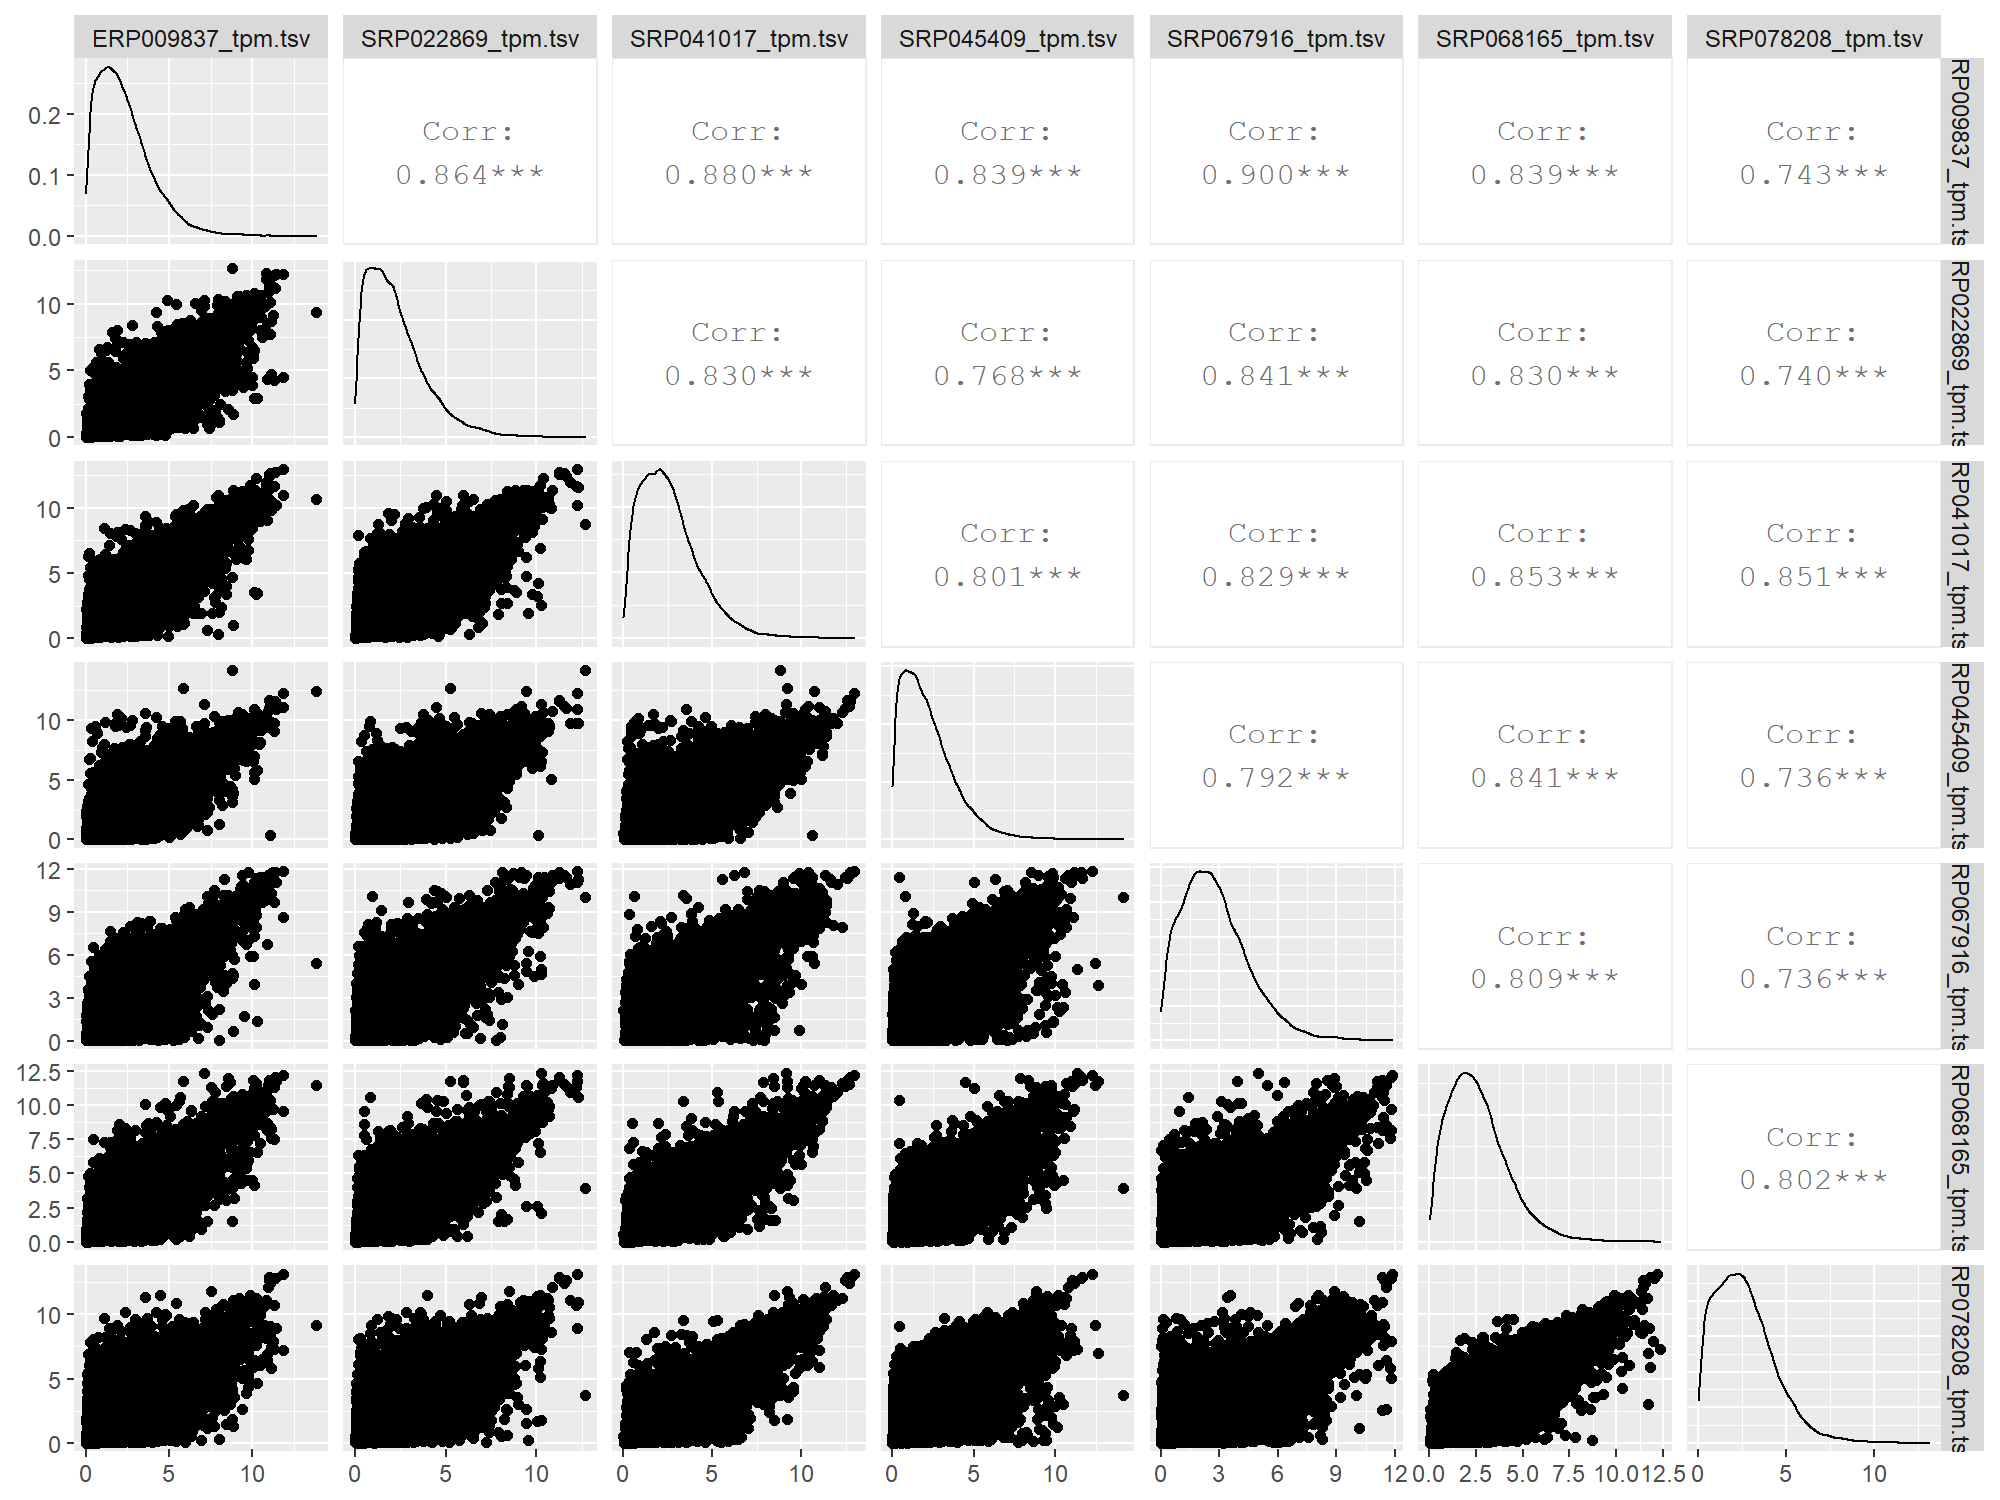 ERP009837_tpm.tsv SRP022869_tpm.tsv SRP041017_tpm.tsv SRP045409_tpm.tsv SRP067916_tpm.tsv SRP068165_tpm.tsv SRP078208_tpm.tsv
0.2
0.1
0.0
Corr: Corr: Corr: Corr: Corr: Corr:
0.864*** 0.880*** 0.839*** 0.900*** 0.839*** 0.743***
RP009837_tpm.ts
10
5
0
Corr: Corr: Corr: Corr: Corr:
0.830*** 0.768*** 0.841*** 0.830*** 0.740***
RP022869_tpm.ts
10
5
0
Corr: Corr: Corr: Corr:
0.801*** 0.829*** 0.853*** 0.851***
RP041017_tpm.ts
10
5
0
Corr: Corr: Corr:
0.792*** 0.841*** 0.736***
RP045409_tpm.ts
12
9
6
3
0
Corr: Corr:
0.809*** 0.736***
RP067916_tpm.ts
12.5
10.0
7.5
5.0
2.5
0.0
Corr:
0.802***
RP068165_tpm.ts
10
5
0
RP078208_tpm.ts
0 5 10 0 5 10 0 5 10 0 5 10 0 3 6 9 12 0.0 2.5 5.0 7.5 10.0 12.5 0 5 10